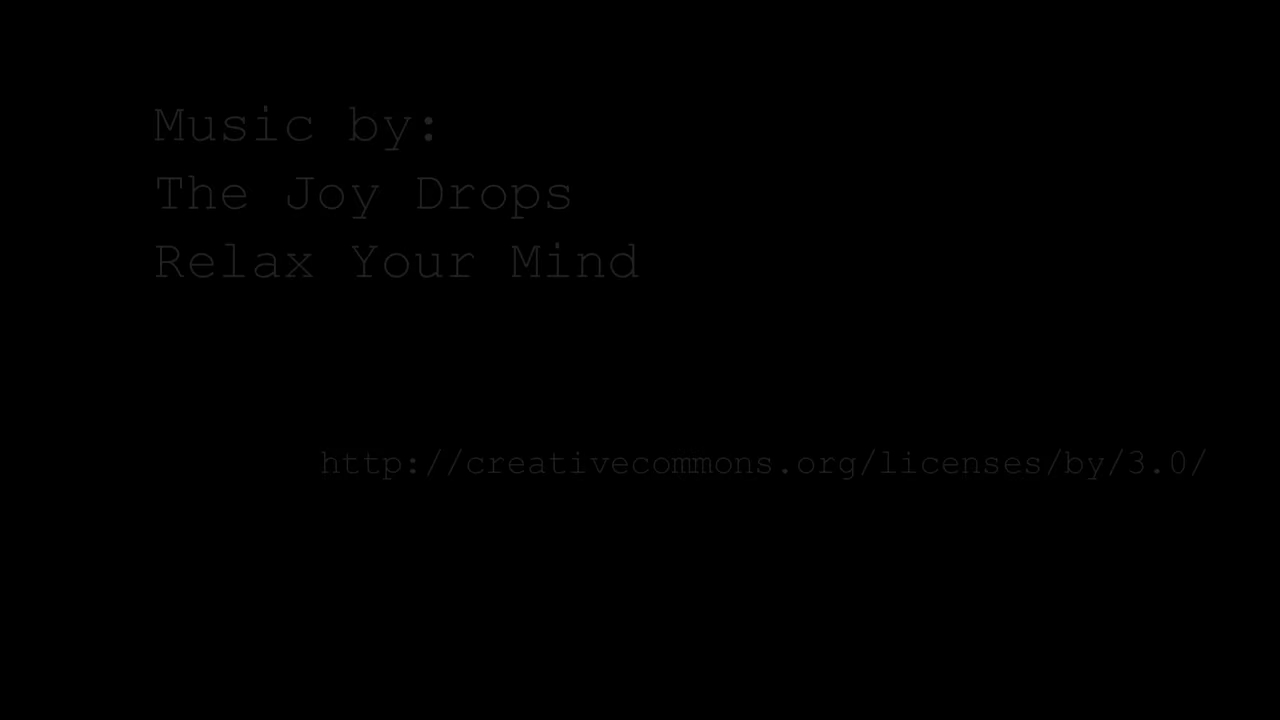 Music by:
The Joy Drops
Relax Your Mind
http://creativecommons.org/licenses/by/3.0/